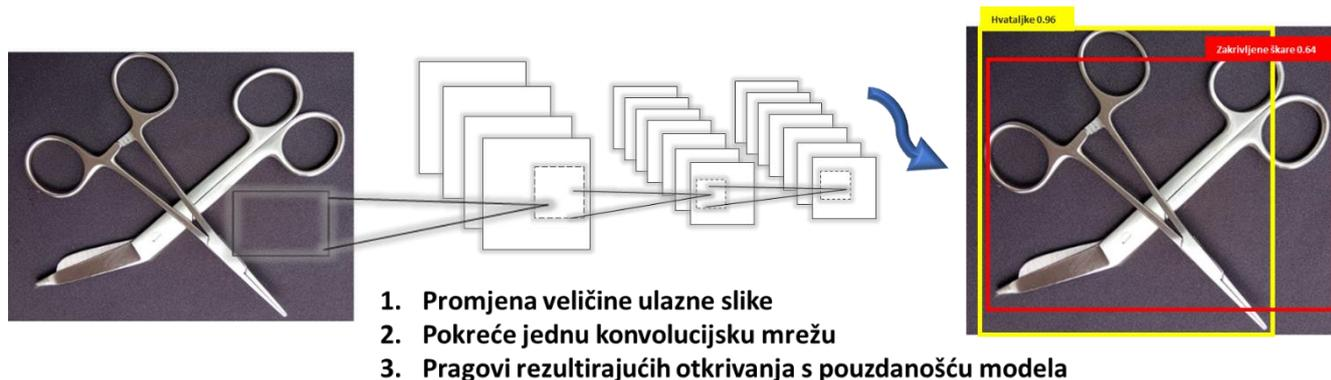 Hvataljke 0.96
Zakrivljene škare 0.64
1. Promjena veličine ulazne slike
2. Pokreće jednu konvolucijsku mrežu
3. Pragovi rezultirajućih otkrivanja s pouzdanošću modela